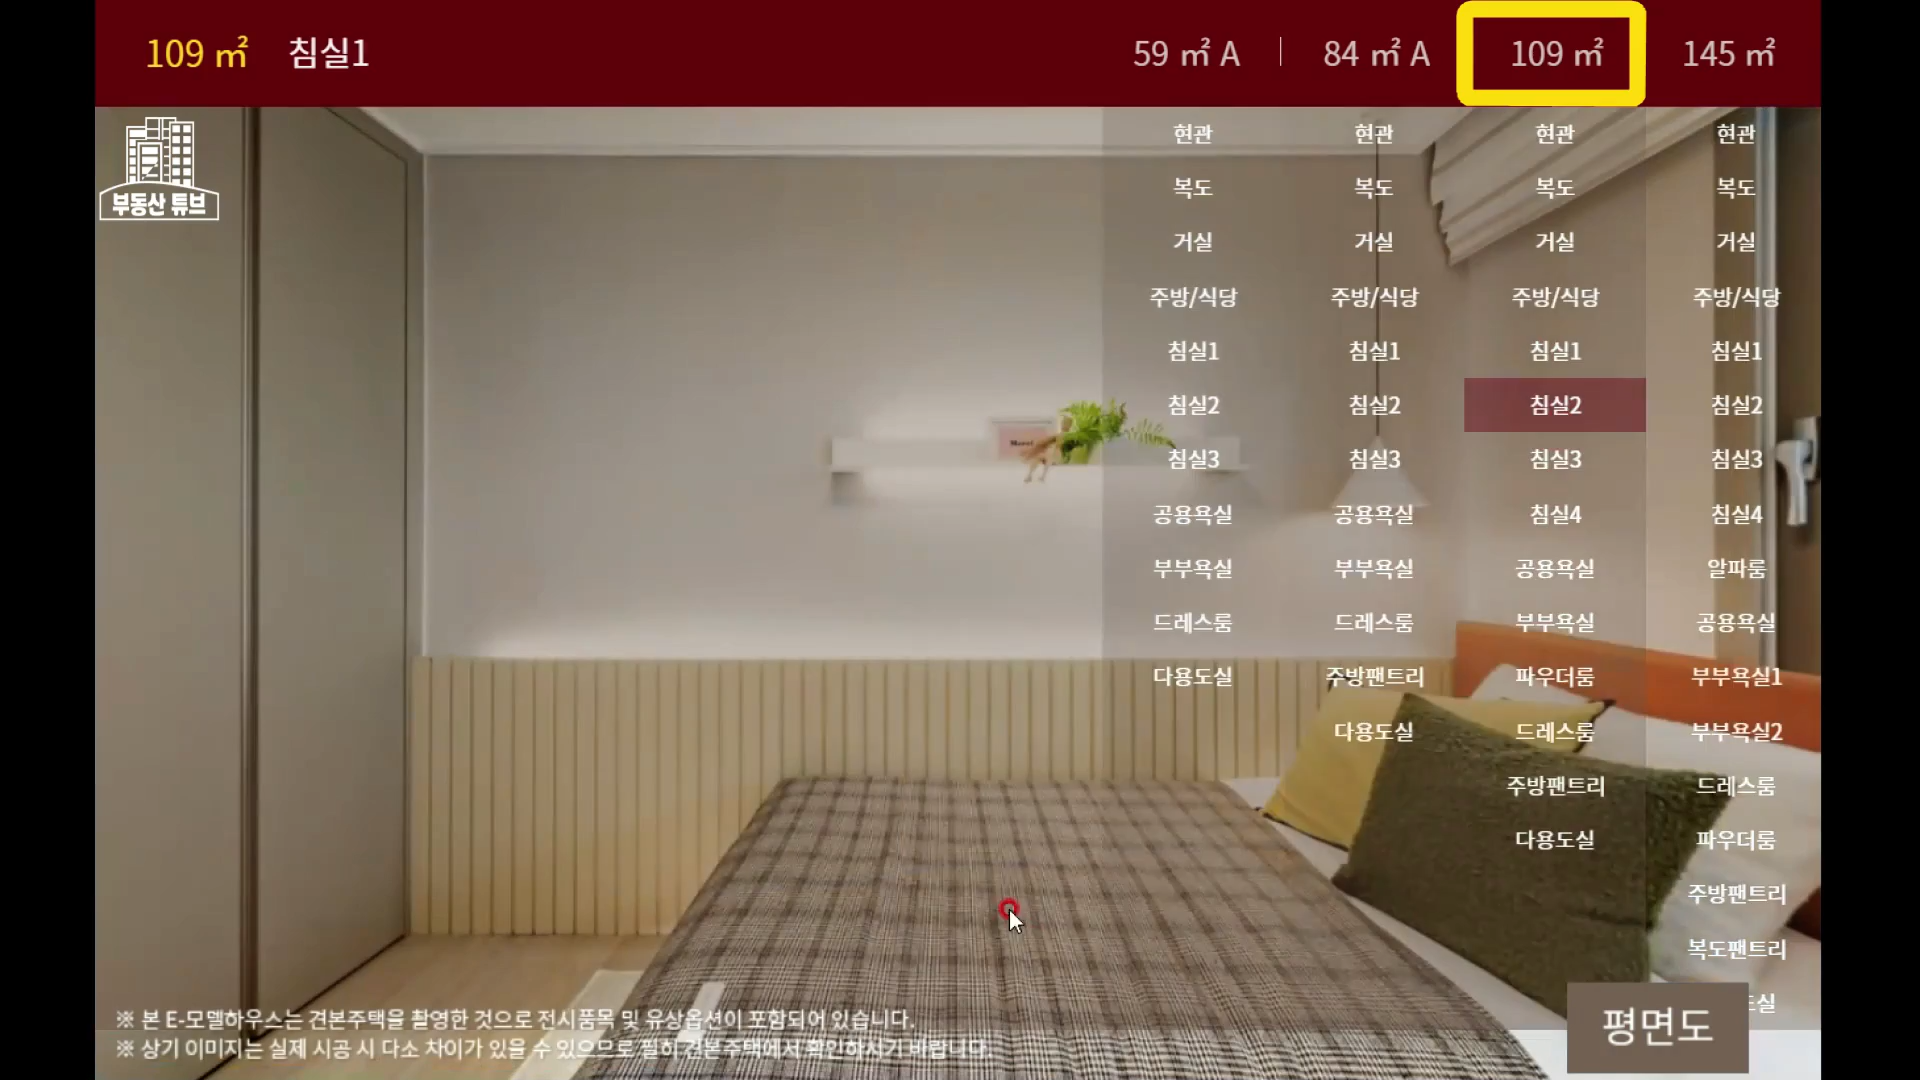 109 ㎡ 침실1
59 ㎡ A | 84 ㎡ A 109 ㎡ 145 ㎡
부동산 튜브
현관 현관 현관 현관
복도 복도 복도 복도
거실 거실 거실 거실
주방/식당 주방/식당 주방/식당 주방/식당
침실1 침실1 침실1 침실1
침실2 침실2 침실2 침실2
침실3 침실3 침실3 침실3
공용욕실 공용욕실 침실4 침실4
부부욕실 부부욕실 공용욕실 알파룸
드레스룸 드레스룸 부부욕실 공용욕실
다용도실 주방팬트리 파우더룸 부부욕실1
다용도실 드레스룸 부부욕실2
주방팬트리 드레스룸
다용도실 파우더룸
주방팬트리
복도팬트리
평면도
※ 본 E-모델하우스는 견본주택을 촬영한 것으로 전시품목 및 유상옵션이 포함되어 있습니다.
※ 상기 이미지는 실제 시공 시 다소 차이가 있을 수 있으므로 필히 견본주택에서 확인하시기 바랍니다.